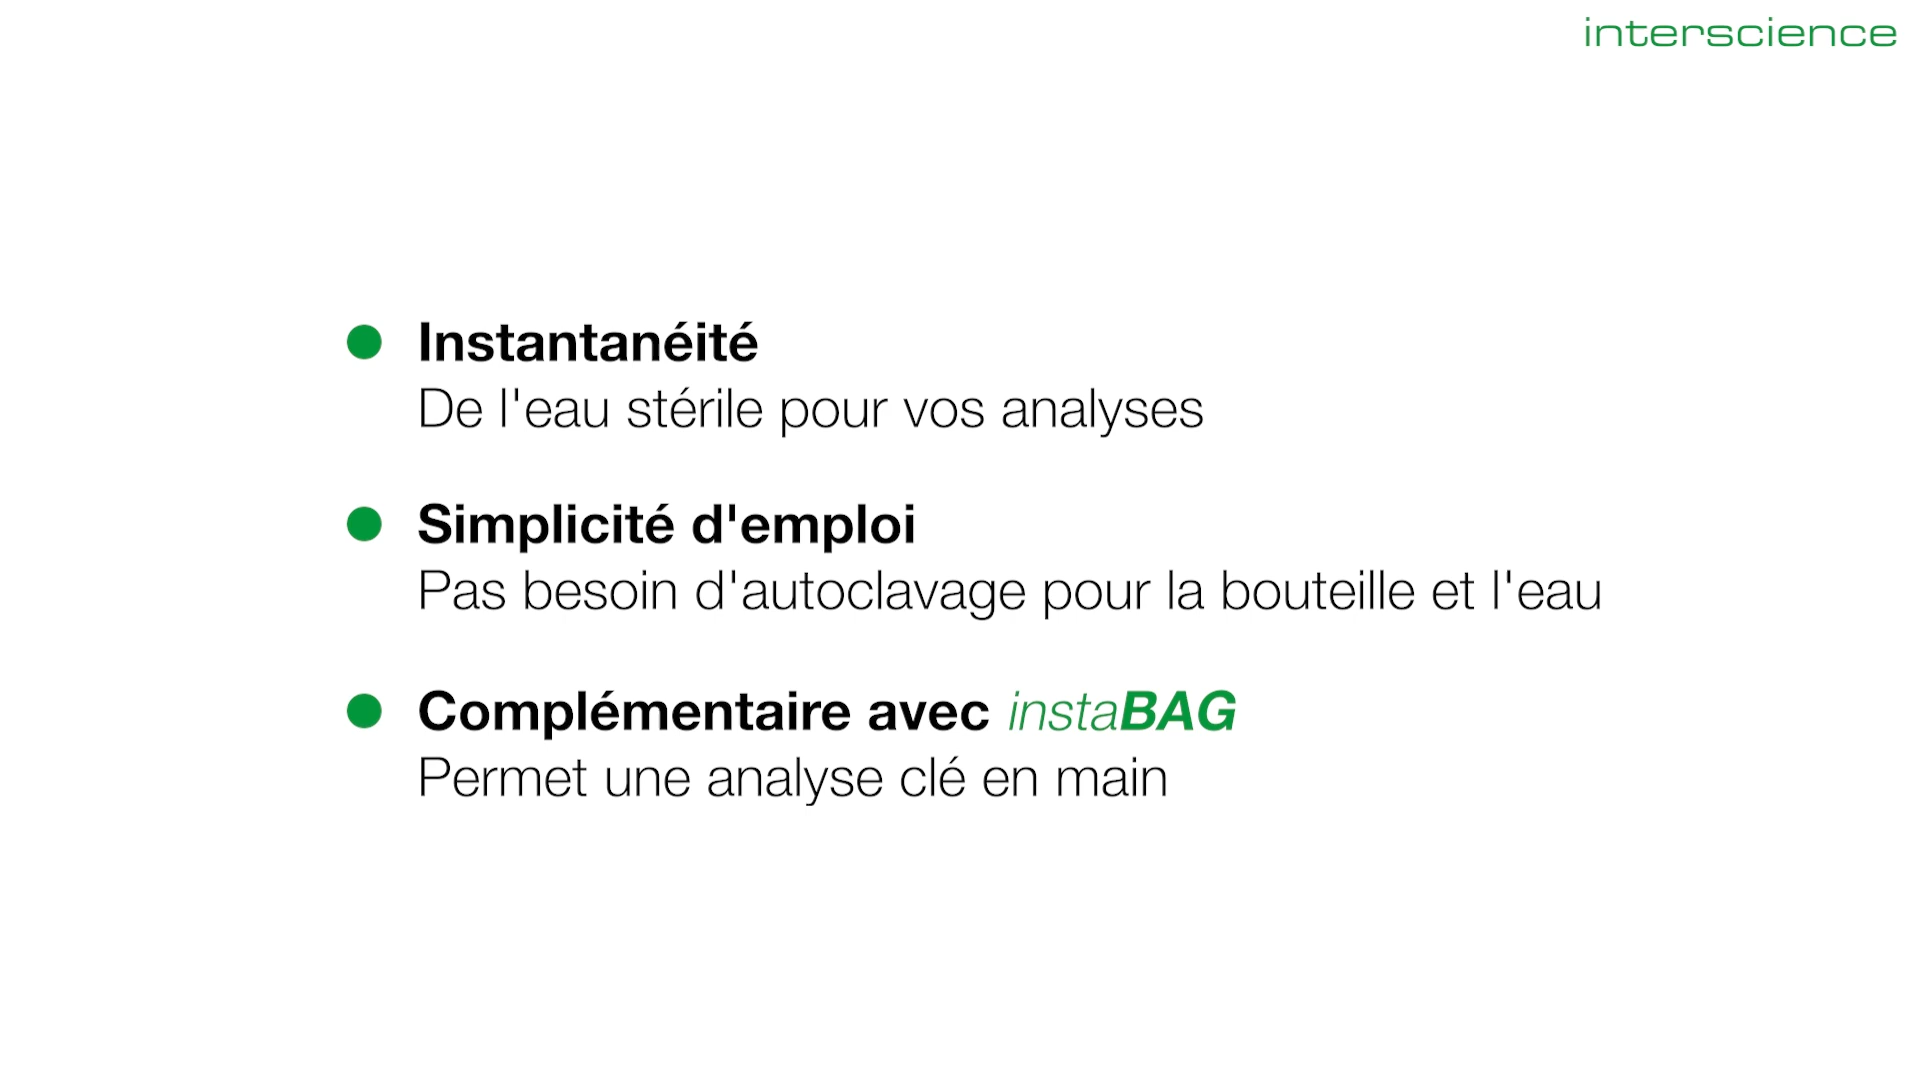 interscience
Instantanéité
De l'eau stérile pour vos analyses
Simplicité d'emploi
Pas besoin d'autoclavage pour la bouteille et l'eau
Complémentaire avec instaBAG
Permet une analyse clé en main